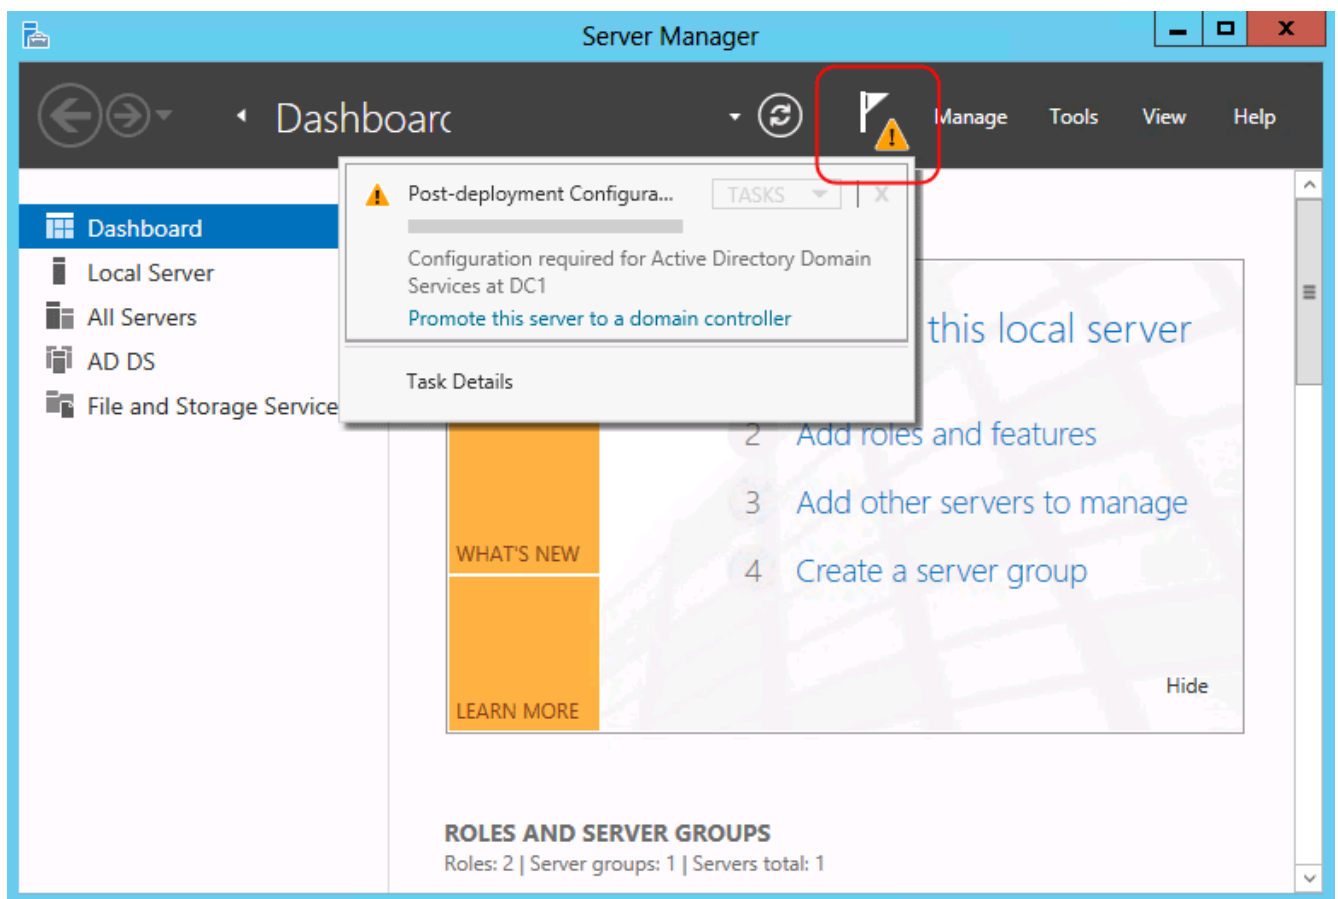 Server Manager
Dashboard
Manage
Tools
View
Help
Post-deployment Configura...
TASKS
X
Configuration required for Active Directory Domain
Services at DC1
Promote this server to a domain controller
Task Details
Dashboard
Local Server
All Servers
AD DS
File and Storage Service
this local server
2 Add roles and features
3 Add other servers to manage
4 Create a server group
WHAT'S NEW
LEARN MORE
Hide
ROLES AND SERVER GROUPS
Roles: 2 | Server groups: 1 | Servers total: 1